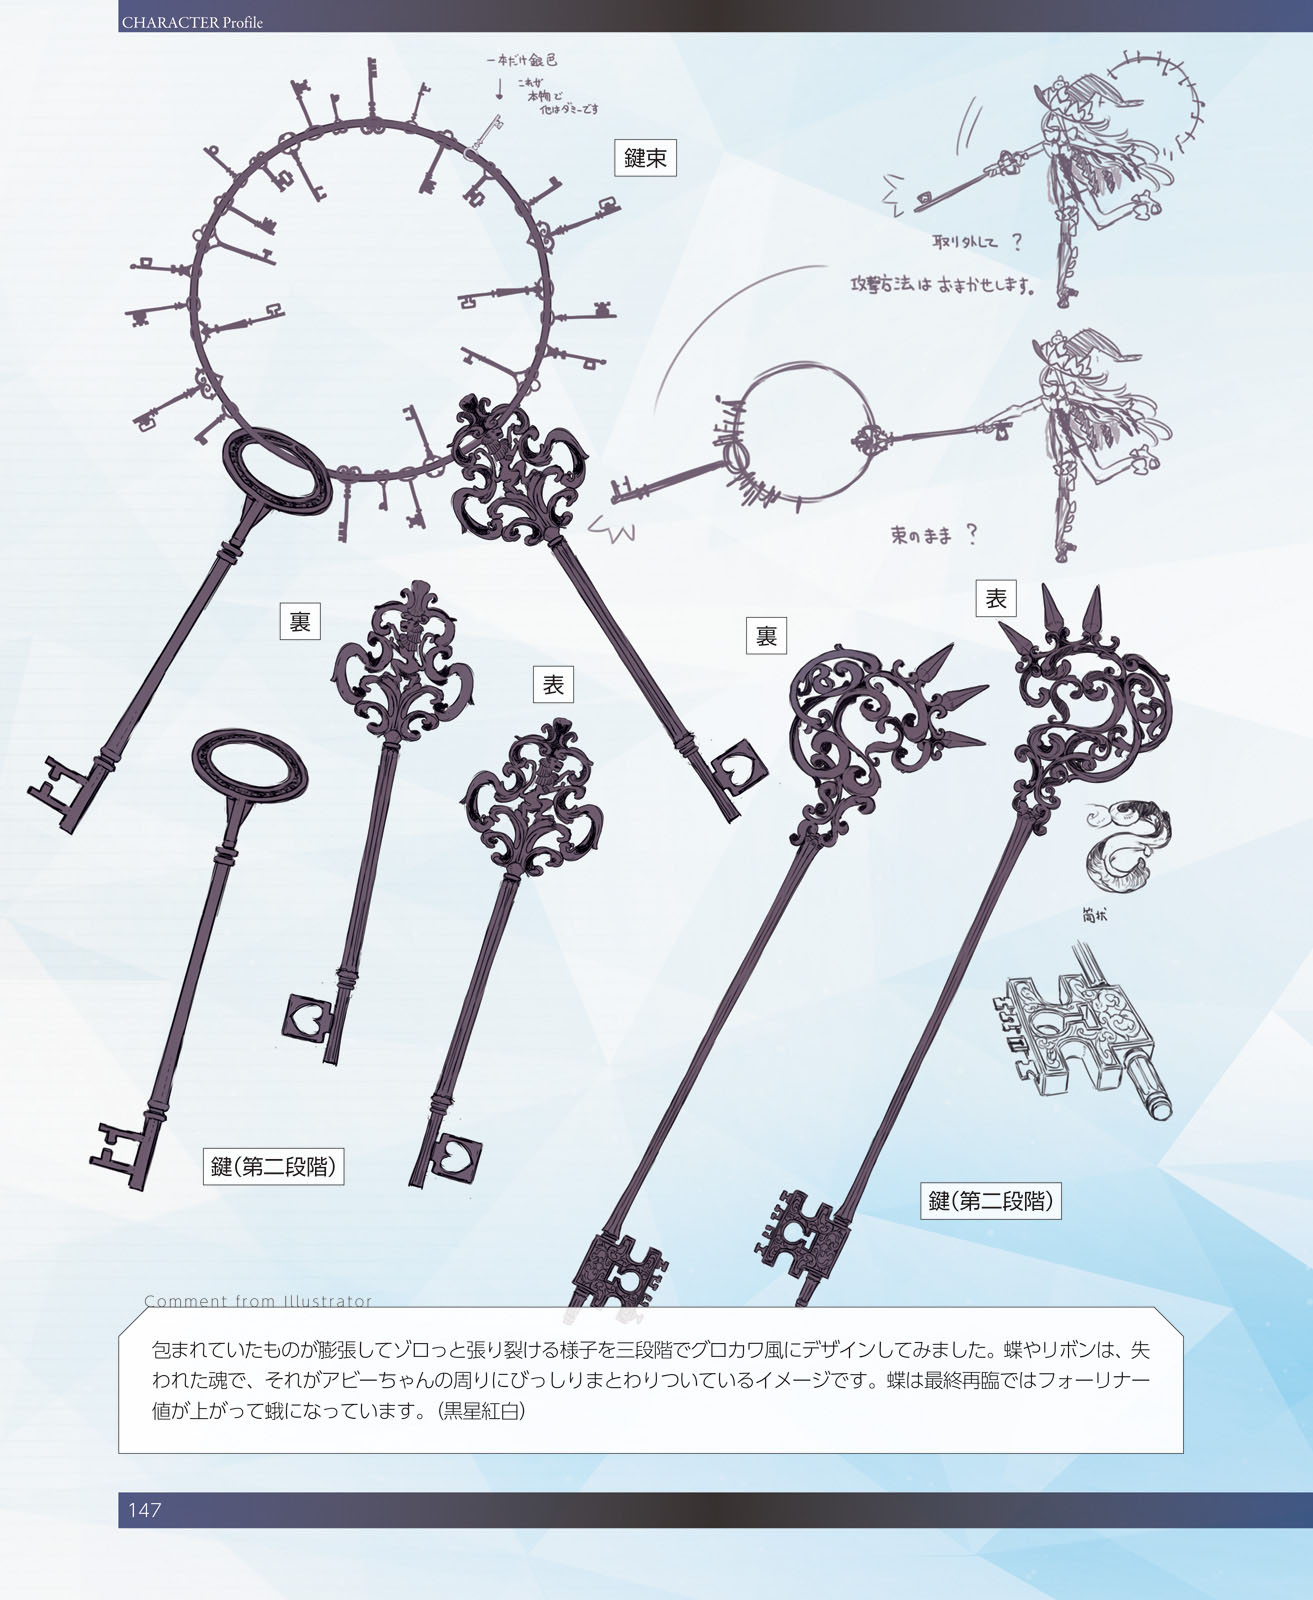 CHARACTER Profile
一本だけ銀色
これが
本物で
他はダミーです
鍵束
取り外して ?
攻撃方法は おまかせします。
束のまま ?
裏
表
裏
表
筒状
鍵(第二段階)
鍵(第二段階)
Comment from Illustrator
包まれていたものが膨張してゾロっと張り裂ける様子を三段階でグロカワ風にデザインしてみました。蝶やリボンは、失
われた魂で、それがアビーちゃんの周りにびっしりまとわりついているイメージです。蝶は最終再臨ではフォーリナー
値が上がって蛾になっています。(黒星紅白)
147